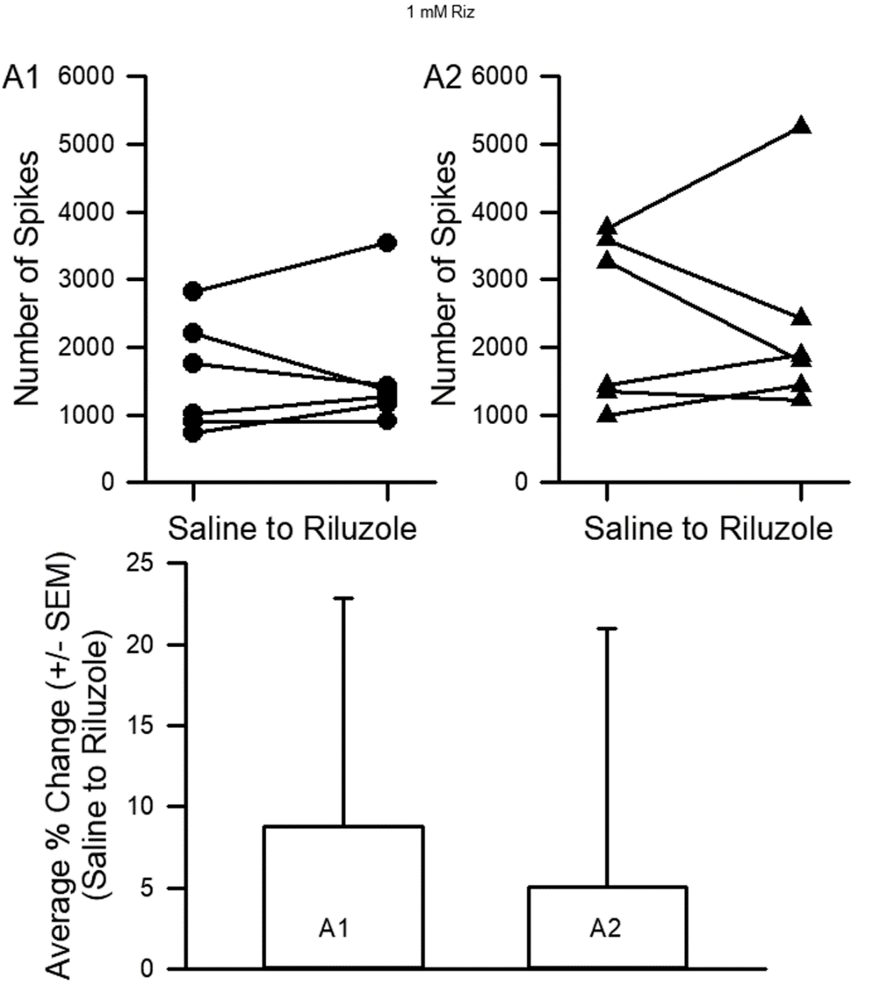 1 mM Riz
A1
6000
5000
4000
3000
2000
1000
0
Number of Spikes
Saline to Riluzole
A2
6000
5000
4000
3000
2000
1000
0
Number of Spikes
Saline to Riluzole
Average % Change (+/- SEM)
(Saline to Riluzole)
25
20
15
10
5
0
A1
A2